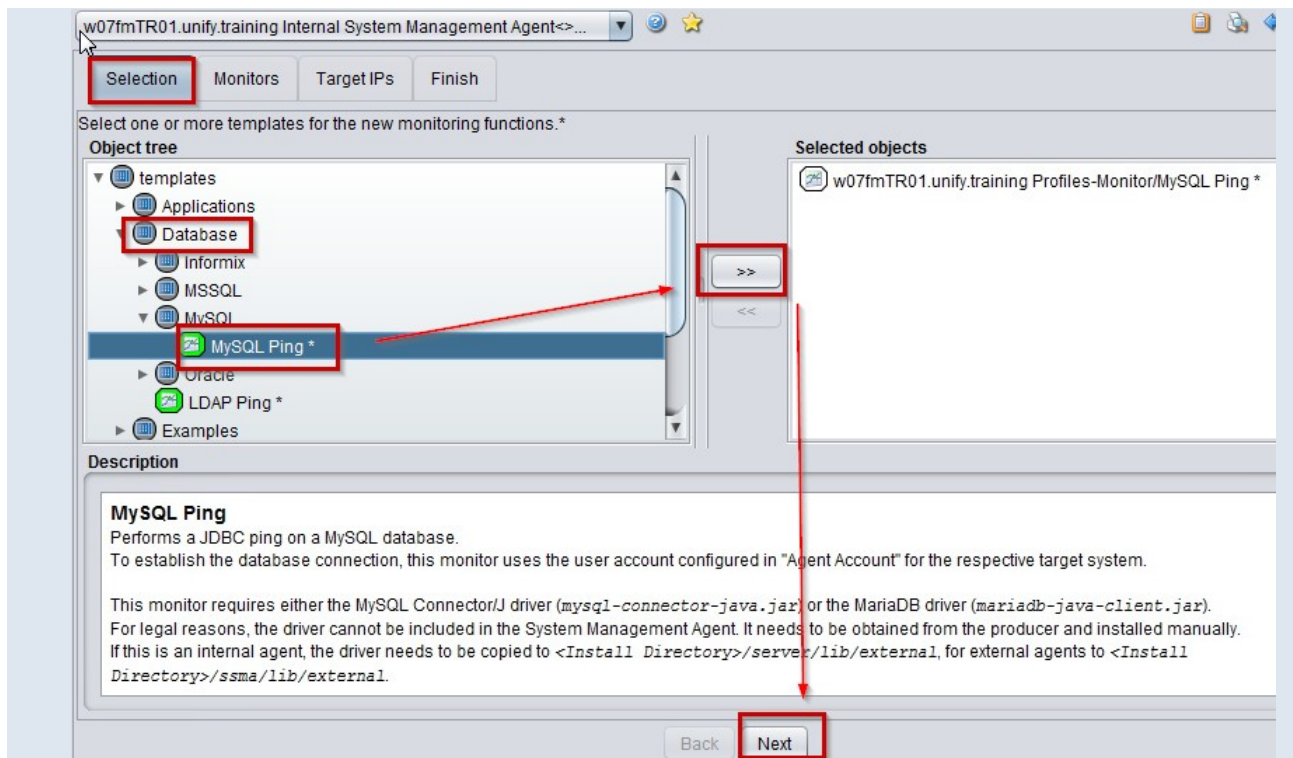 w07fmTR01.unify.training Internal System Management Agent<>...
Selection
Monitors
Target IPs
Finish
Select one or more templates for the new monitoring functions.*
Object tree
templates
Applications
Database
Informix
MSSQL
MySQL
MySQL Ping *
Oracle
LDAP Ping *
Examples
>>
<<
Selected objects
w07fmTR01.unify.training Profiles-Monitor/MySQL Ping *
Description
MySQL Ping
Performs a JDBC ping on a MySQL database.
To establish the database connection, this monitor uses the user account configured in "Agent Account" for the respective target system.
This monitor requires either the MySQL Connector/J driver (mysql-connector-java.jar) or the MariaDB driver (mariadb-java-client.jar).
For legal reasons, the driver cannot be included in the System Management Agent. It needs to be obtained from the producer and installed manually.
If this is an internal agent, the driver needs to be copied to <Install Directory>/server/lib/external, for external agents to <Install
Directory>/ssma/lib/external.
Back
Next